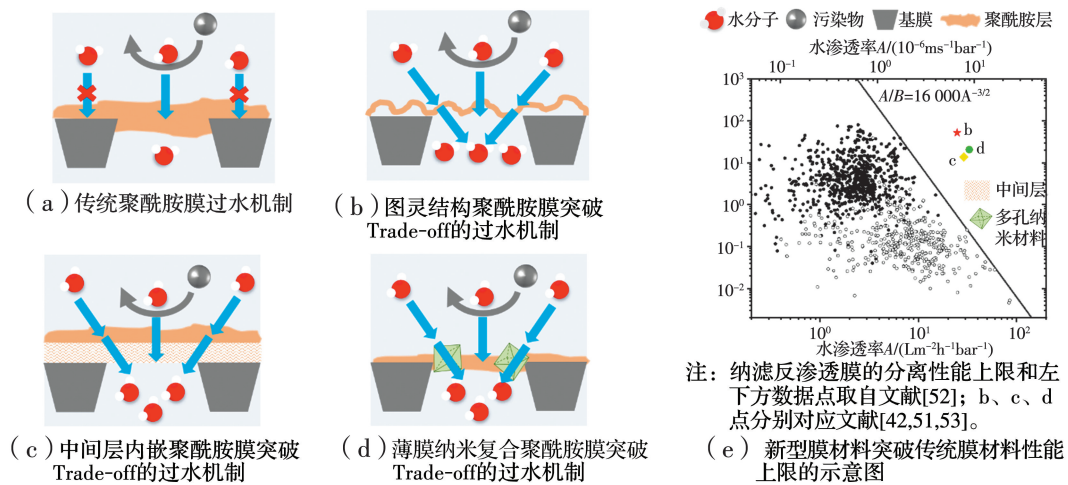 （a）传统聚酰胺膜过水机制
（b）图灵结构聚酰胺膜突破
Trade-off的过水机制
（c）中间层内嵌聚酰胺膜突破
Trade-off的过水机制
（d）薄膜纳米复合聚酰胺膜突破
Trade-off的过水机制
水分子 污染物 基膜 聚酰胺层
水渗透率A/(10⁻⁶ms⁻¹bar⁻¹)
10⁻¹ 10⁰ 10¹
10³
10²
10¹
10⁰
10⁻¹
10⁻²
A/B=16 000A⁻³/²
b
d
c
中间层
多孔纳
米材料
10⁰ 10¹ 10²
水渗透率A/(Lm⁻²h⁻¹bar⁻¹)
注：纳滤反渗透膜的分离性能上限和左
下方数据点取自文献[52]；b、c、d
点分别对应文献[42,51,53]。
（e）新型膜材料突破传统膜材料性能
上限的示意图